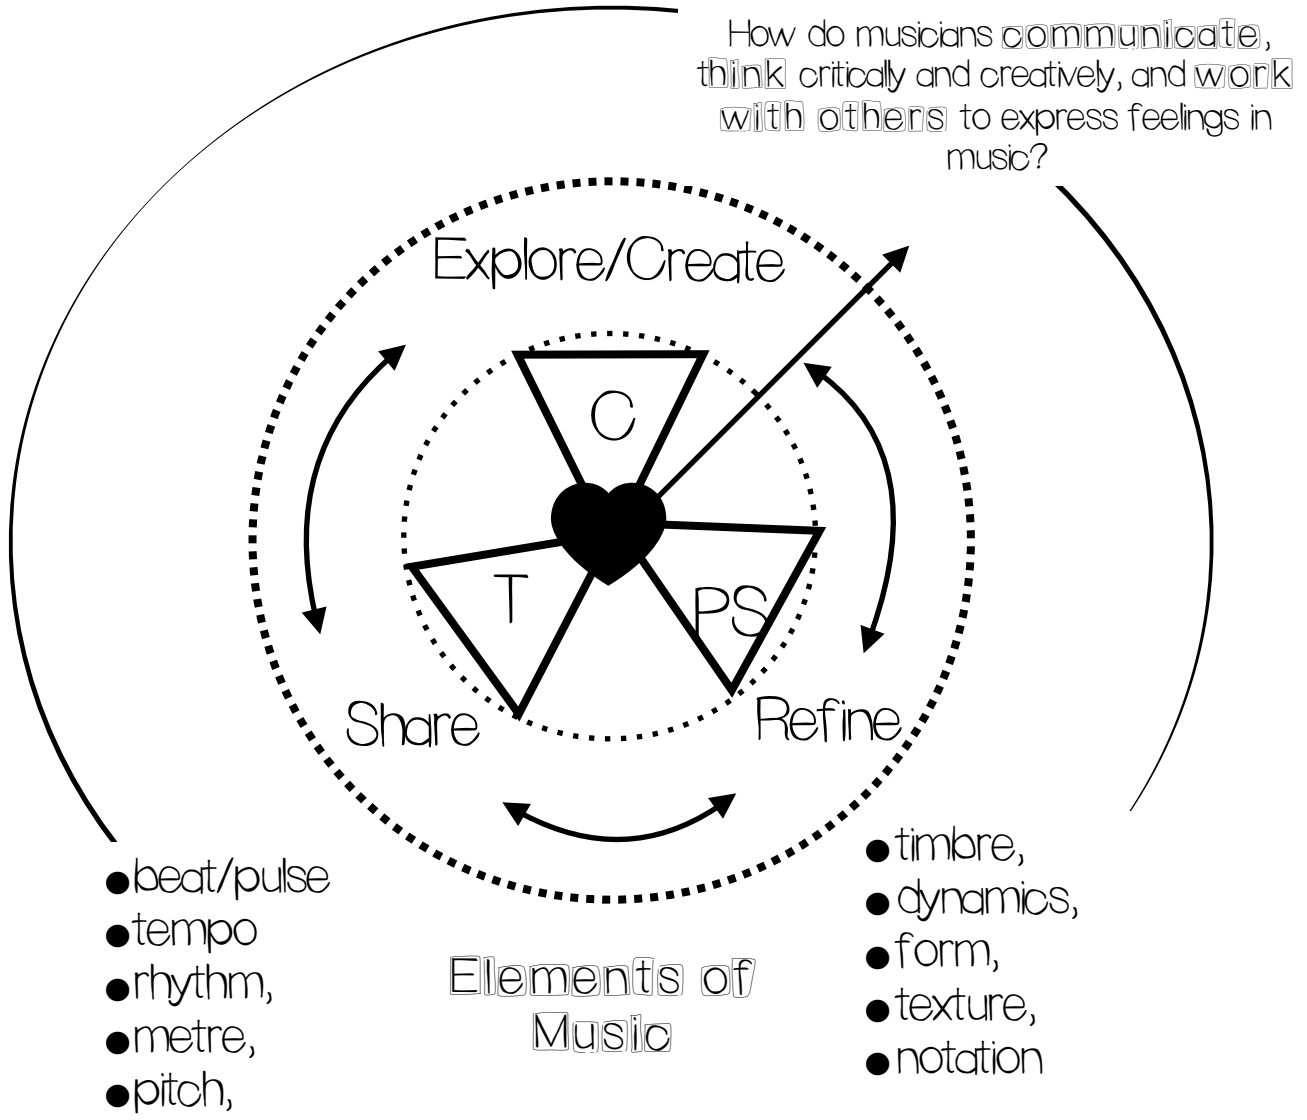 How do musicians communicate,
think critically and creatively, and work
with others to express feelings in
music?
Explore/Create
C
T
PS
Share
Refine
beat/pulse
tempo
rhythm,
metre,
pitch,
Elements of
Music
timbre,
dynamics,
form,
texture,
notation